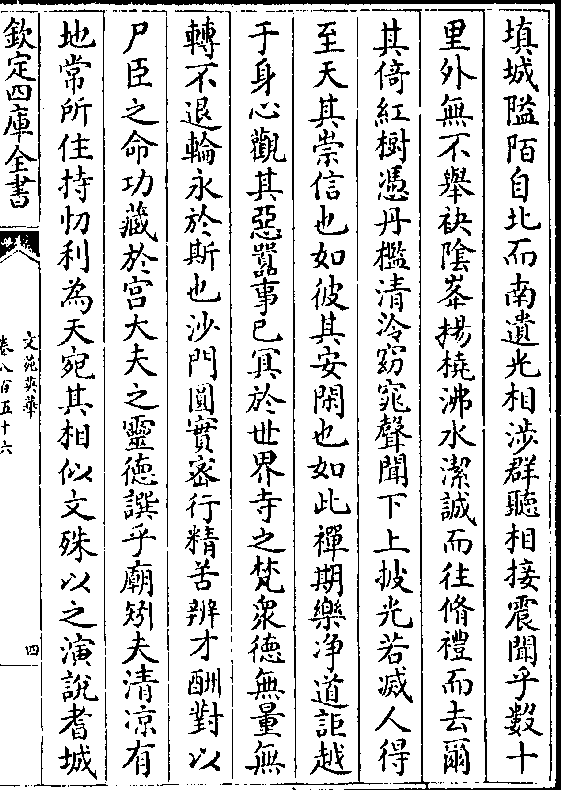 填城隘陌自北而南遺光相涉群聽相接震聞乎數十
里外無不舉袂陰峯揚橈沸水潔誠而往脩禮而去爾
其倚紅樹憑丹檻清泠窈窕聲聞下上披光若滅人得
至天其崇信也如彼其安閑也如此禪期樂净道詎越
于身心觀其惡嚚事已冥於世界寺之梵衆德無量無
轉不退輪永於斯也沙門圓實密行精苦辨才酬對以
尸臣之命功藏於宫大夫之靈德譔乎廟矧夫清凉有
地常所住持忉利為天宛其相似文殊以之演說耆城
欽定四庫全書
文苑英華
卷八百五十六
四